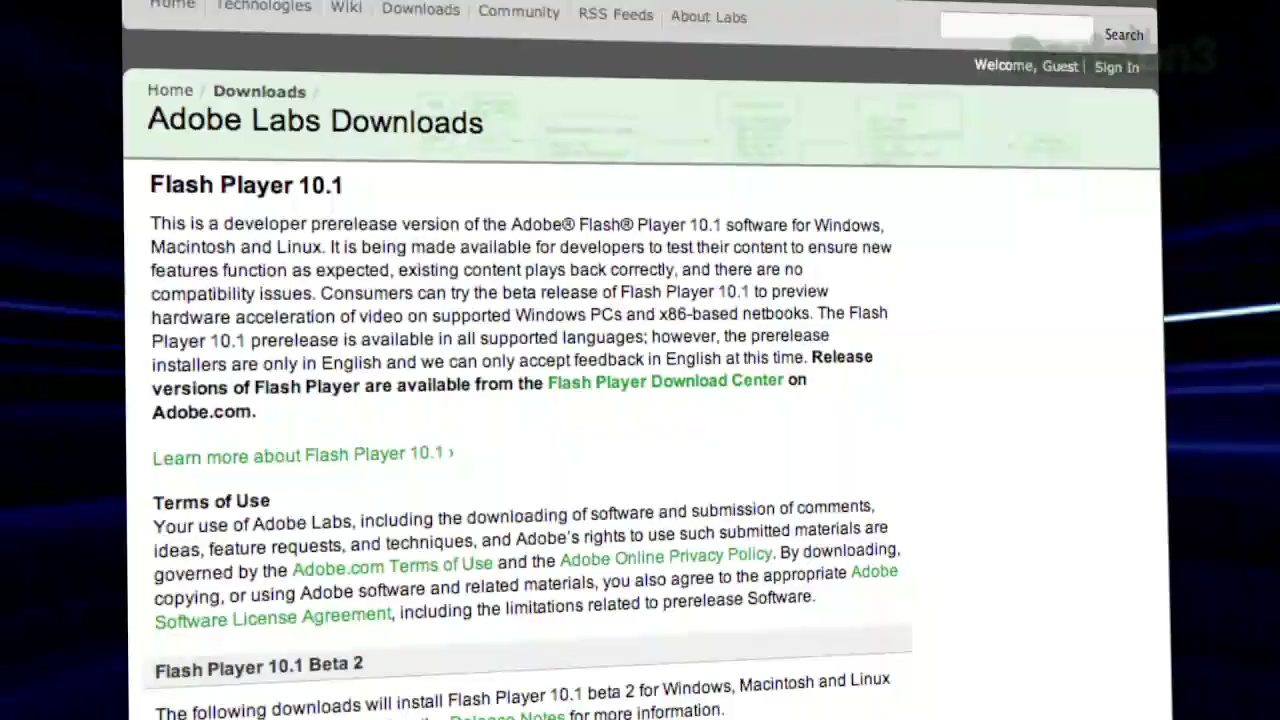 Home Technologies Wiki Downloads Community RSS Feeds About Labs
Search
Welcome, Guest | Sign In
Home / Downloads /
Adobe Labs Downloads
Flash Player 10.1
This is a developer prerelease version of the Adobe® Flash® Player 10.1 software for Windows,
Macintosh and Linux. It is being made available for developers to test their content to ensure new
features function as expected, existing content plays back correctly, and there are no
compatibility issues. Consumers can try the beta release of Flash Player 10.1 to preview
hardware acceleration of video on supported Windows PCs and x86-based netbooks. The Flash
Player 10.1 prerelease is available in all supported languages; however, the prerelease
installers are only in English and we can only accept feedback in English at this time. Release
versions of Flash Player are available from the Flash Player Download Center on
Adobe.com.
Learn more about Flash Player 10.1 ›
Terms of Use
Your use of Adobe Labs, including the downloading of software and submission of comments,
ideas, feature requests, and techniques, and Adobe's rights to use such submitted materials are
governed by the Adobe.com Terms of Use and the Adobe Online Privacy Policy. By downloading,
copying, or using Adobe software and related materials, you also agree to the appropriate Adobe
Software License Agreement, including the limitations related to prerelease Software.
Flash Player 10.1 Beta 2
The following downloads will install Flash Player 10.1 beta 2 for Windows, Macintosh and Linux
Release Notes for more information.